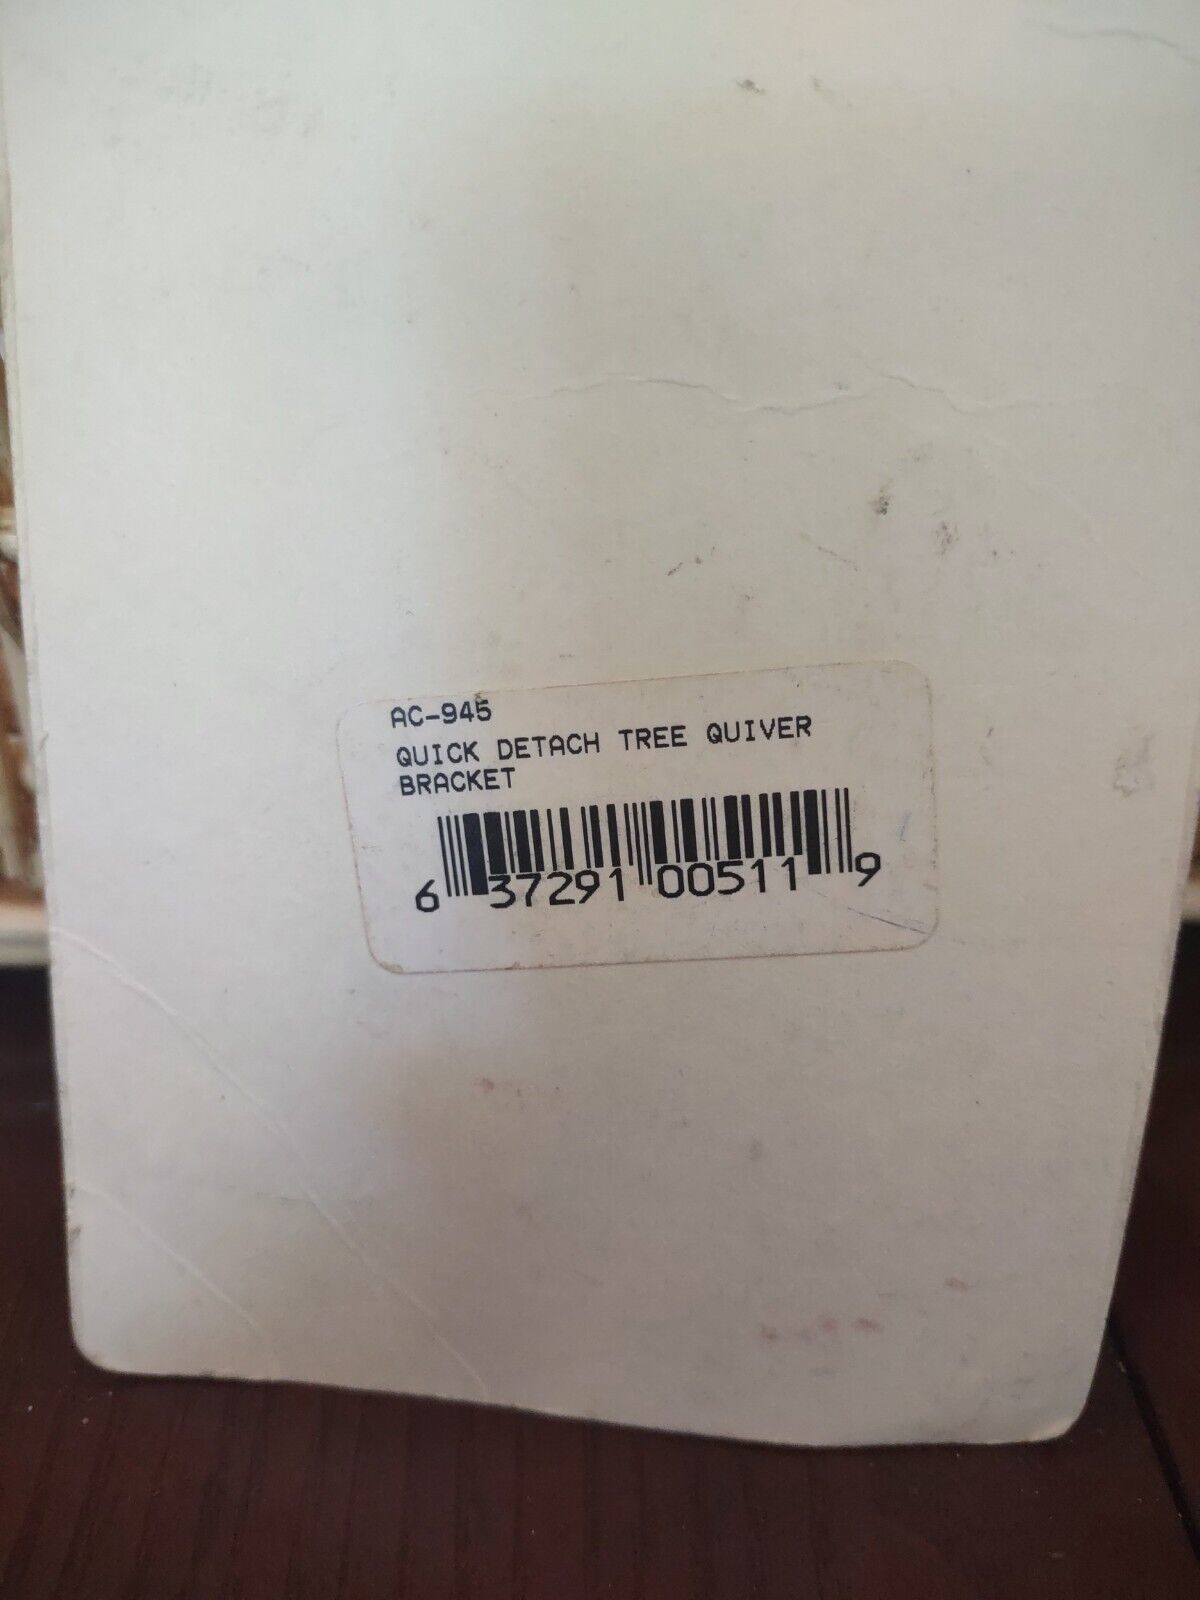 AC-945
QUICK DETACH TREE QUIVER
BRACKET
6 37291 00511 9